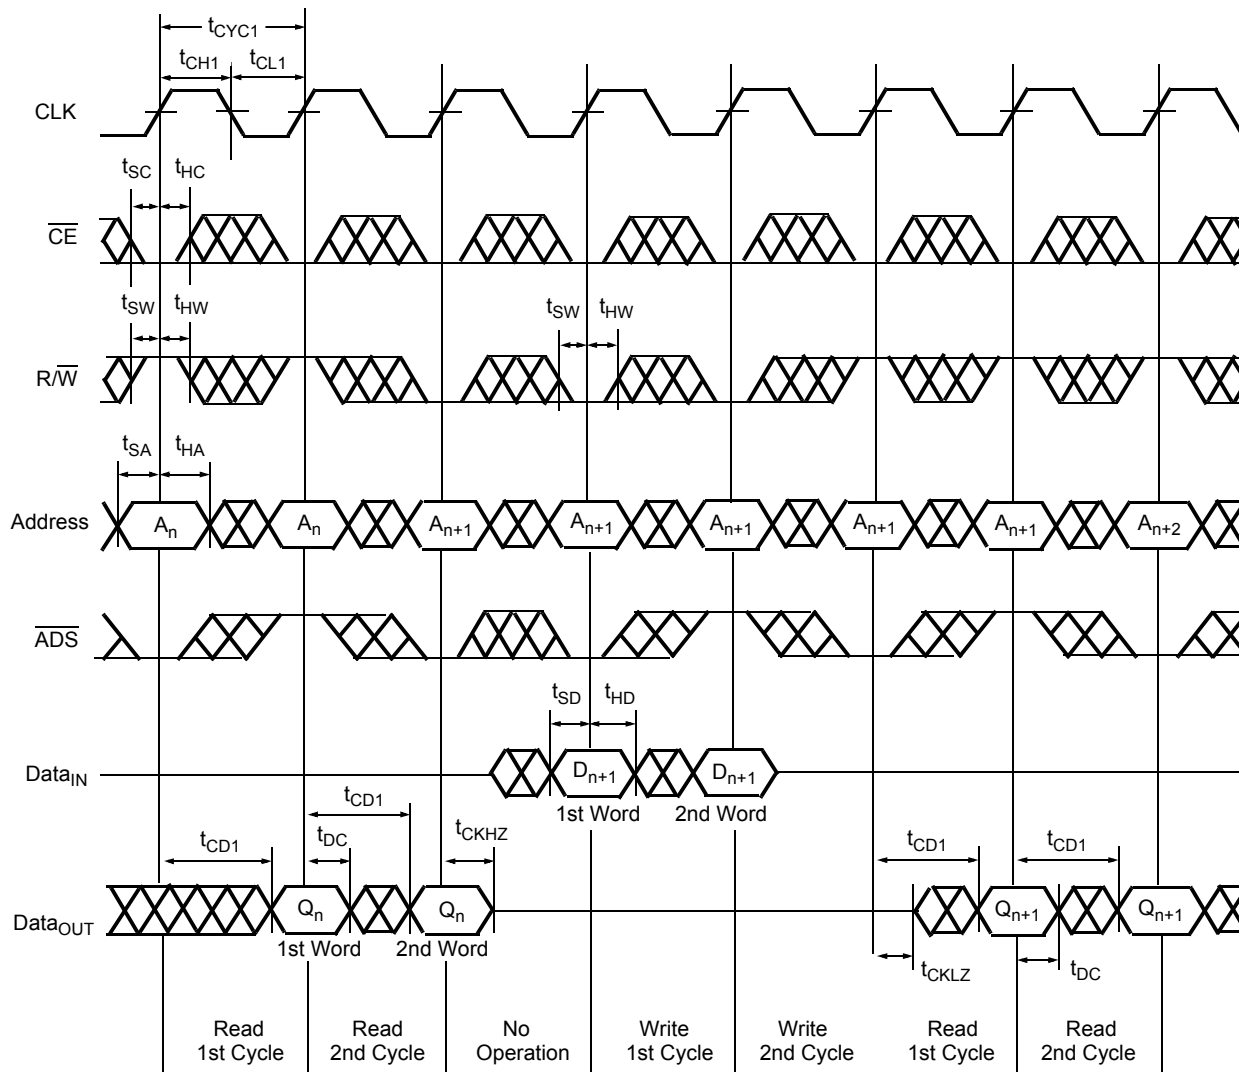 tCYC1
tCH1 tCL1
CLK
tSC tHC
CE
tSW tHW tSW tHW
R/W
tSA tHA
Address An An An+1 An+1 An+1 An+1 An+1 An+2
ADS
tSD tHD
DataIN Dn+1 Dn+1
1st Word 2nd Word
tCD1
tCD1 tDC tCKHZ tCD1 tCD1
DataOUT Qn Qn Qn+1 Qn+1
1st Word 2nd Word
tCKLZ tDC
Read Read No Write Write Read Read
1st Cycle 2nd Cycle Operation 1st Cycle 2nd Cycle 1st Cycle 2nd Cycle